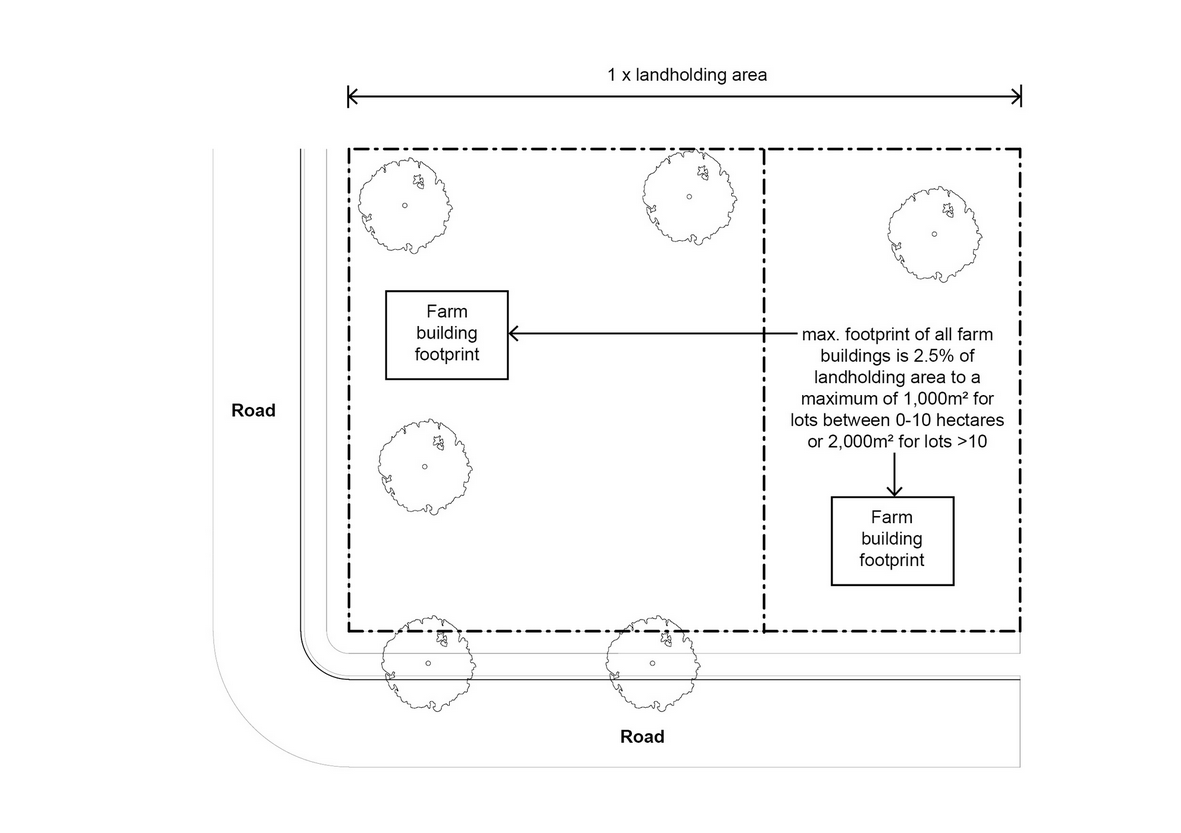 1 x landholding area
Farm
building
footprint
max. footprint of all farm
buildings is 2.5% of
landholding area to a
maximum of 1,000m² for
lots between 0-10 hectares
or 2,000m² for lots >10
Road
Farm
building
footprint
Road